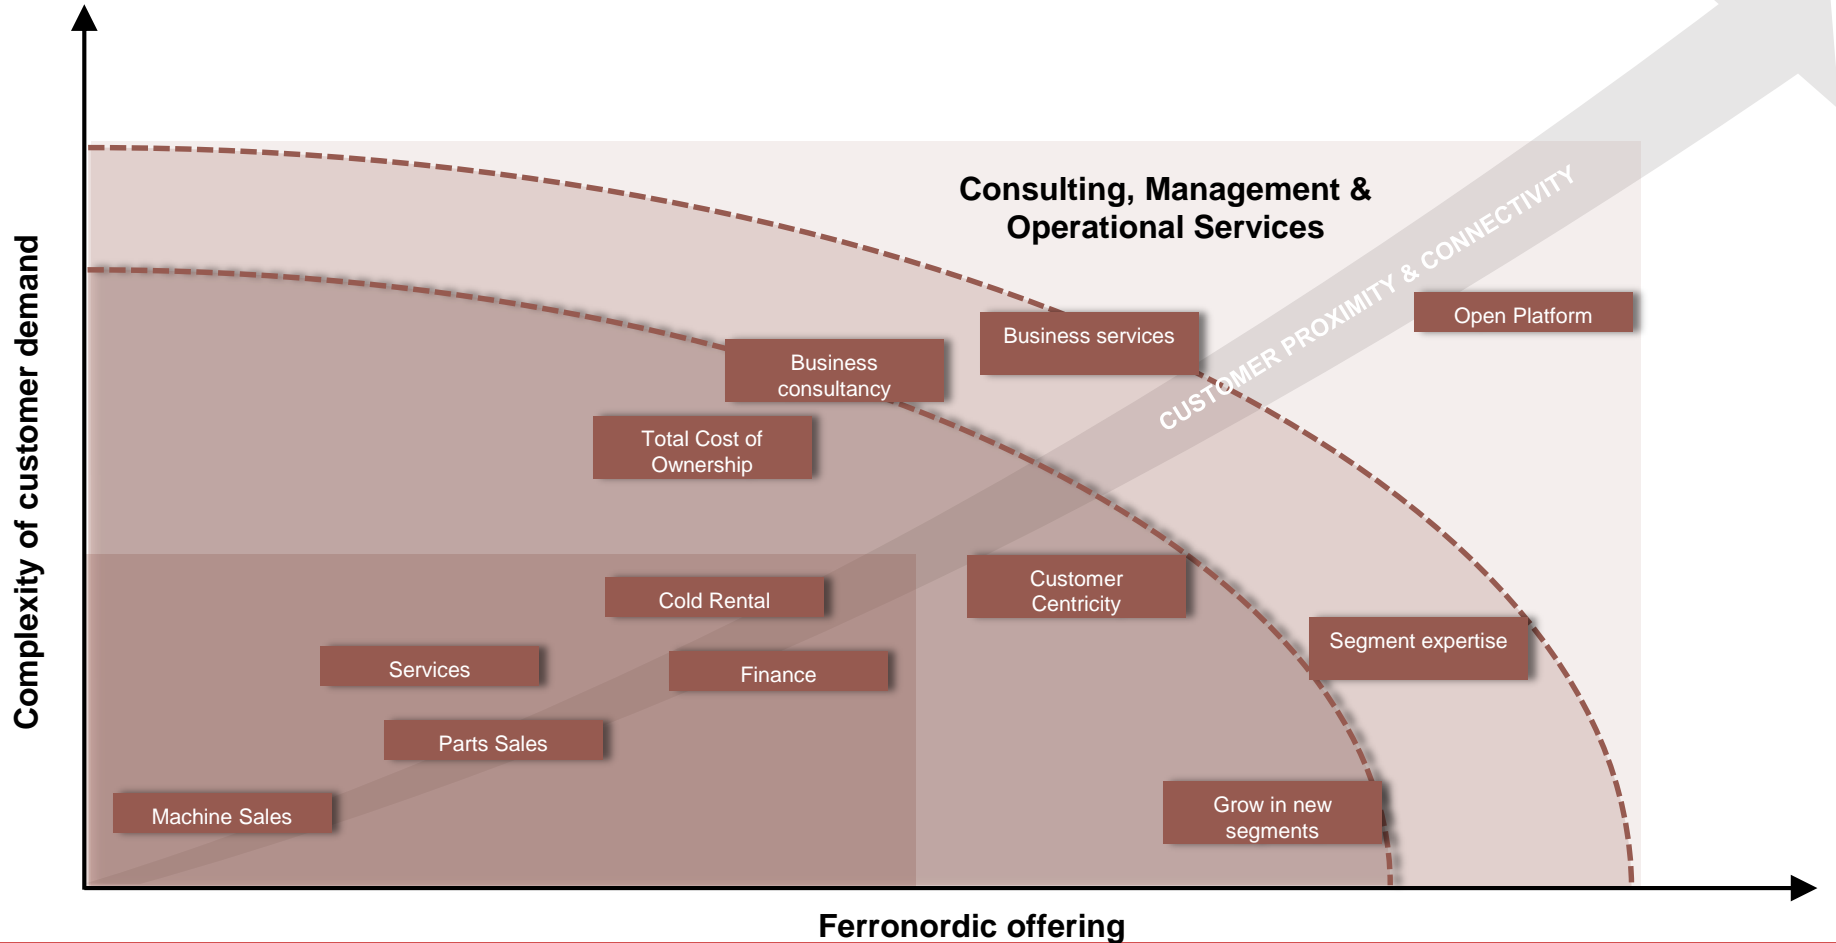 Consulting, Management &
Operational Services
CUSTOMER PROXIMITY & CONNECTIVITY
Open Platform
Business services
Business
consultancy
Total Cost of
Ownership
Customer
Centricity
Cold Rental
Segment expertise
Services
Finance
Parts Sales
Machine Sales
Grow in new
segments
Complexity of customer demand
Ferronordic offering